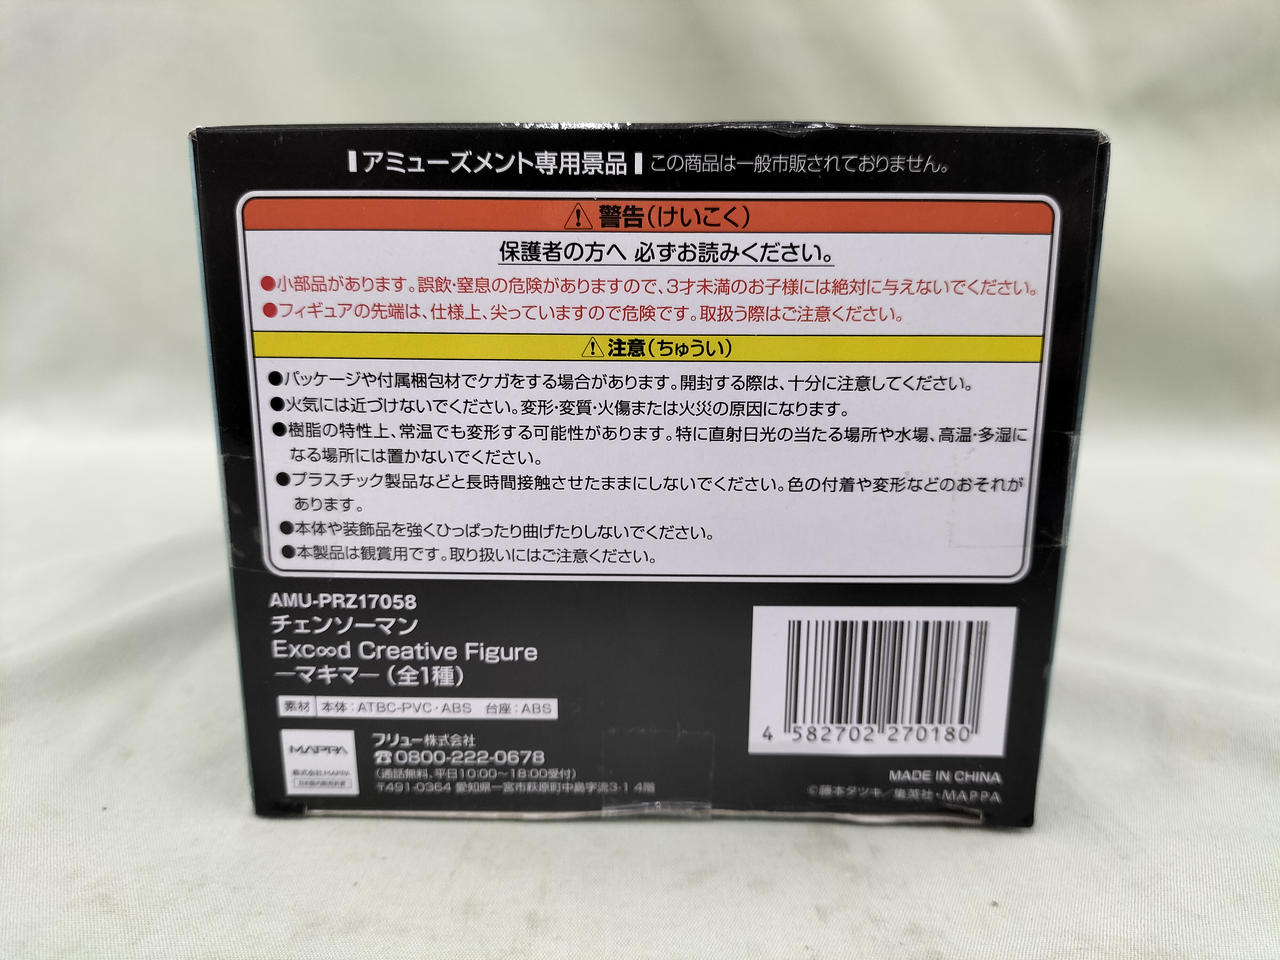 アミューズメント専用景品 この商品は一般市販されておりません。
⚠警告(けいこく)
保護者の方へ 必ずお読みください。
●小部品があります。誤飲・窒息の危険がありますので、3才未満のお子様には絶対に与えないでください。
●フィギュアの先端は、仕様上、尖っていますので危険です。取扱う際はご注意ください。
⚠注意(ちゅうい)
●パッケージや付属梱包材でケガをする場合があります。開封する際は、十分に注意してください。
●火気には近づけないでください。変形・変質・火傷または火災の原因になります。
●樹脂の特性上、常温でも変形する可能性があります。特に直射日光の当たる場所や水場、高温・多湿に
なる場所には置かないでください。
●プラスチック製品などと長時間接触させたままにしないでください。色の付着や変形などのおそれが
あります。
●本体や装飾品を強くひっぱったり曲げたりしないでください。
●本製品は観賞用です。取り扱いにはご注意ください。
AMU-PRZ17058
チェンソーマン
Exc∞d Creative Figure
ーマキマー(全1種)
素材 本体:ATBC-PVC・ABS 台座:ABS
MAPPA
株式会社MAPPA
フリュー株式会社
☎0800-222-0678
(通話無料、平日10:00〜18:00受付)
〒491-0364 愛知県一宮市萩原町中島字流3-1 4階
4 582702 270180
MADE IN CHINA
©藤本タツキ/集英社・MAPPA